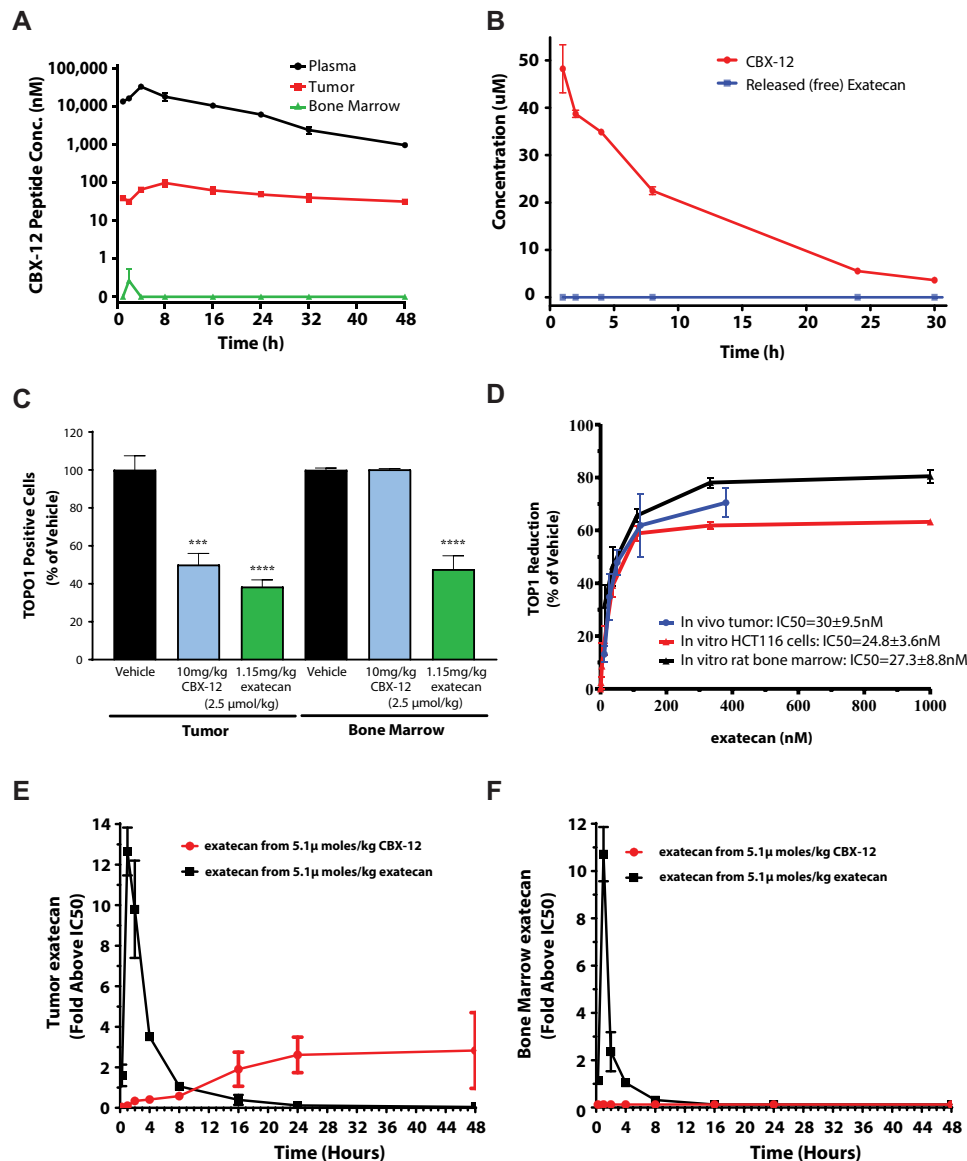 A
CBX-12 Peptide Conc. (nM)
100,000
10,000
1,000
100
10
1
0
Plasma
Tumor
Bone Marrow
0 8 16 24 32 40 48
Time (h)
B
Concentration (uM)
60
50
40
30
20
10
0
CBX-12
Released (free) Exatecan
0 5 10 15 20 25 30
Time (h)
C
TOPO1 Positive Cells
(% of Vehicle)
120
100
80
60
40
20
0
*** **** ****
Vehicle 10mg/kg 1.15mg/kg Vehicle 10mg/kg 1.15mg/kg
CBX-12 exatecan CBX-12 exatecan
(2.5 μmol/kg) (2.5 μmol/kg)
Tumor Bone Marrow
D
TOP1 Reduction
(% of Vehicle)
100
80
60
40
20
0
In vivo tumor: IC50=30±9.5nM
In vitro HCT116 cells: IC50=24.8±3.6nM
In vitro rat bone marrow: IC50=27.3±8.8nM
0 200 400 600 800 1000
exatecan (nM)
E
Tumor exatecan
(Fold Above IC50)
14
12
10
8
6
4
2
0
exatecan from 5.1μ moles/kg CBX-12
exatecan from 5.1μ moles/kg exatecan
0 4 8 12 16 20 24 28 32 36 40 44 48
Time (Hours)
F
Bone Marrow exatecan
(Fold Above IC50)
12
10
8
6
4
2
0
exatecan from 5.1μ moles/kg CBX-12
exatecan from 5.1μ moles/kg exatecan
0 4 8 12 16 20 24 28 32 36 40 44 48
Time (Hours)